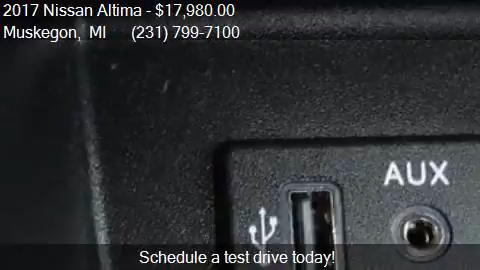 2017 Nissan Altima - $17,980.00
Muskegon, MI (231) 799-7100
AUX
Schedule a test drive today!